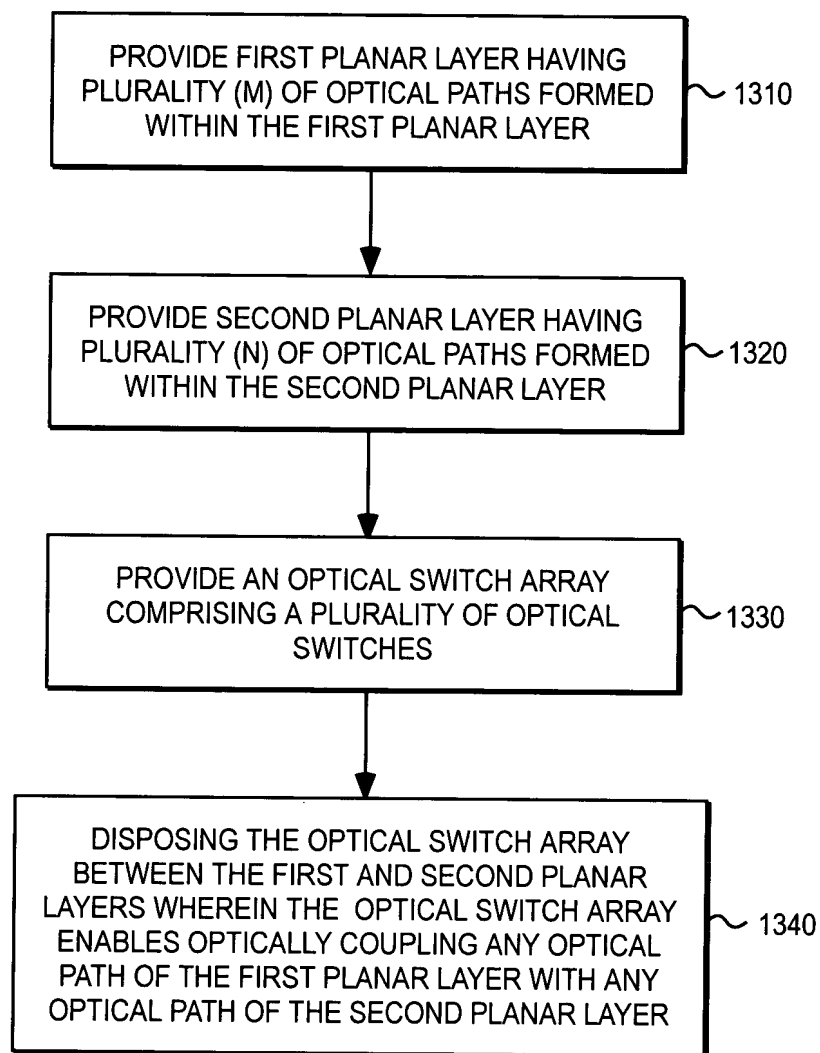 PROVIDE FIRST PLANAR LAYER HAVING
PLURALITY (M) OF OPTICAL PATHS FORMED
WITHIN THE FIRST PLANAR LAYER
1310
PROVIDE SECOND PLANAR LAYER HAVING
PLURALITY (N) OF OPTICAL PATHS FORMED
WITHIN THE SECOND PLANAR LAYER
1320
PROVIDE AN OPTICAL SWITCH ARRAY
COMPRISING A PLURALITY OF OPTICAL
SWITCHES
1330
DISPOSING THE OPTICAL SWITCH ARRAY
BETWEEN THE FIRST AND SECOND PLANAR
LAYERS WHEREIN THE OPTICAL SWITCH ARRAY
ENABLES OPTICALLY COUPLING ANY OPTICAL
PATH OF THE FIRST PLANAR LAYER WITH ANY
OPTICAL PATH OF THE SECOND PLANAR LAYER
1340